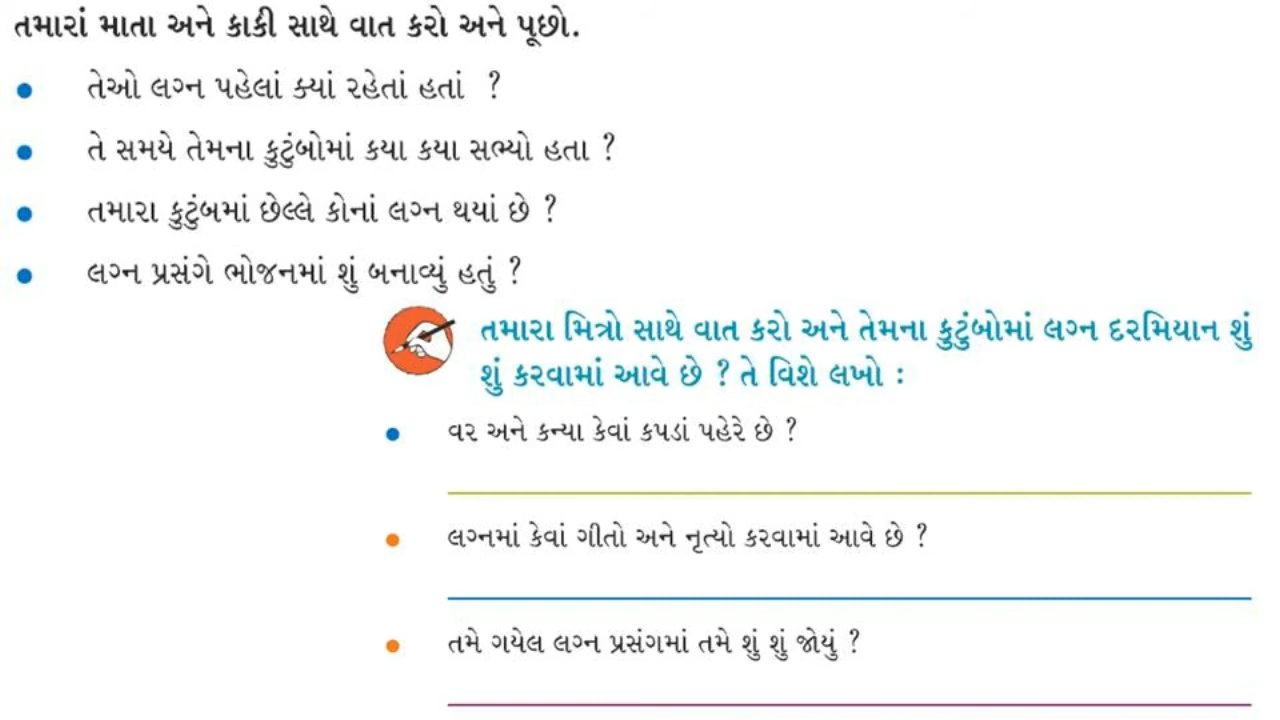 તમારાં માતા અને કાકી સાથે વાત કરો અને પૂછો.
● તેઓ લગ્ન પહેલાં ક્યાં રહેતાં હતાં ?
● તે સમયે તેમના કુટુંબોમાં કયા કયા સભ્યો હતા ?
● તમારા કુટુંબમાં છેલ્લે કોનાં લગ્ન થયાં છે ?
● લગ્ન પ્રસંગે ભોજનમાં શું બનાવ્યું હતું ?
તમારા મિત્રો સાથે વાત કરો અને તેમના કુટુંબોમાં લગ્ન દરમિયાન શું
શું કરવામાં આવે છે ? તે વિશે લખો :
● વર અને કન્યા કેવાં કપડાં પહેરે છે ?
● લગ્નમાં કેવાં ગીતો અને નૃત્યો કરવામાં આવે છે ?
● તમે ગયેલ લગ્ન પ્રસંગમાં તમે શું શું જોયું ?